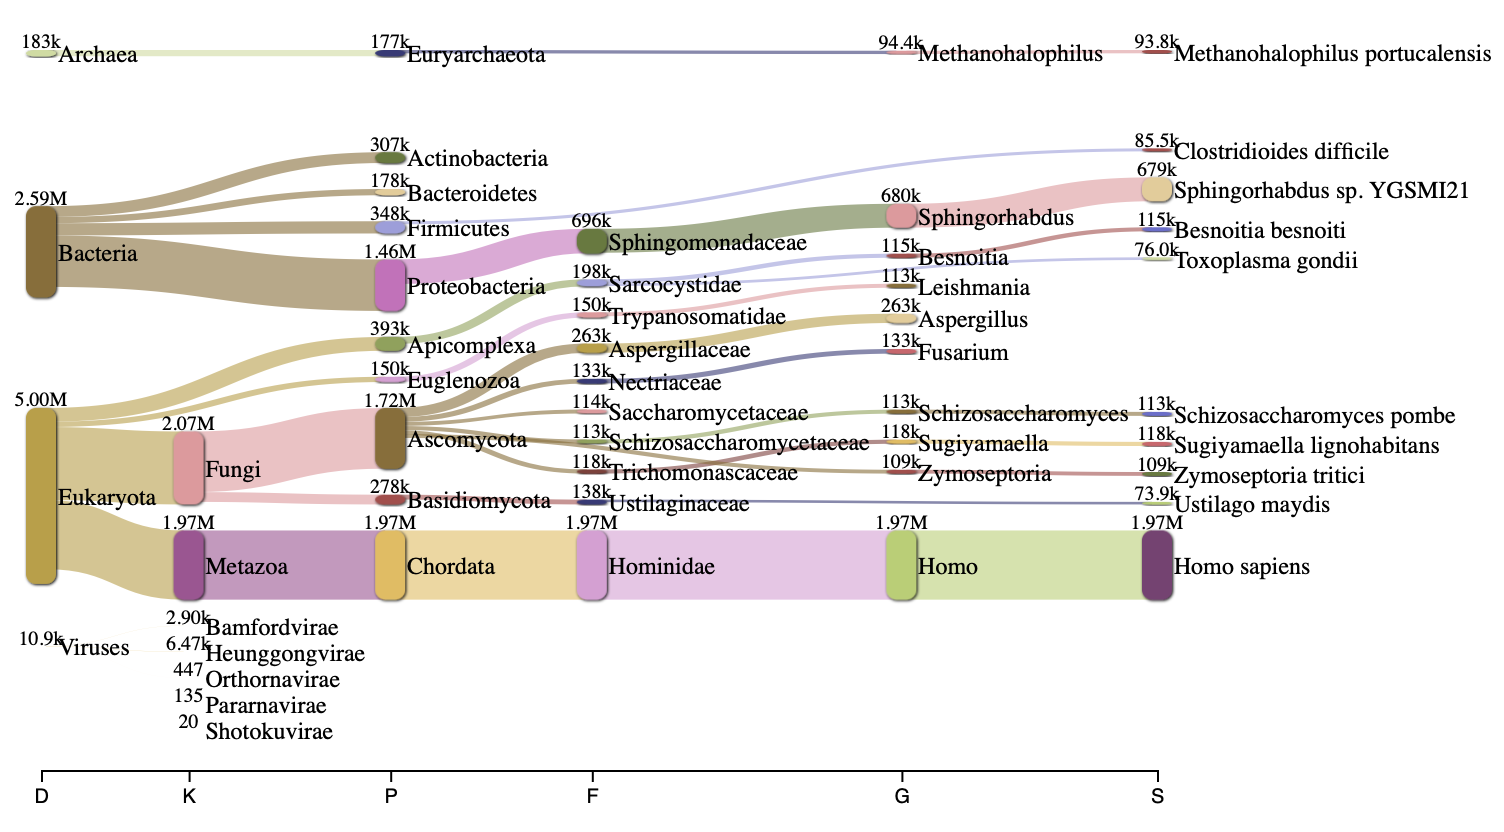 183k
Archaea
177k
Euryarchaeota
94.4k
Methanohalophilus
93.8k
Methanohalophilus portucalensis
2.59M
Bacteria
307k
Actinobacteria
178k
Bacteroidetes
348k
Firmicutes
1.46M
Proteobacteria
696k
Sphingomonadaceae
680k
Sphingorhabdus
85.5k
Clostridioides difficile
679k
Sphingorhabdus sp. YGSMI21
115k
Besnoitia besnoiti
76.0k
Toxoplasma gondii
198k
Sarcocystidae
115k
Besnoitia
150k
Trypanosomatidae
113k
Leishmania
393k
Apicomplexa
263k
Aspergillaceae
263k
Aspergillus
150k
Euglenozoa
133k
Nectriaceae
133k
Fusarium
5.00M
Eukaryota
2.07M
Fungi
1.72M
Ascomycota
114k
Saccharomycetaceae
113k
Schizosaccharomycetaceae
118k
Trichomonascaceae
113k
Schizosaccharomyces
118k
Sugiyamaella
109k
Zymoseptoria
113k
Schizosaccharomyces pombe
118k
Sugiyamaella lignohabitans
109k
Zymoseptoria tritici
278k
Basidiomycota
138k
Ustilaginaceae
73.9k
Ustilago maydis
1.97M
Metazoa
1.97M
Chordata
1.97M
Hominidae
1.97M
Homo
1.97M
Homo sapiens
10.9k
Viruses
2.90k
Bamfordvirae
6.47k
Heunggongvirae
447
Orthornavirae
135
Pararnavirae
20
Shotokuvirae
D K P F G S